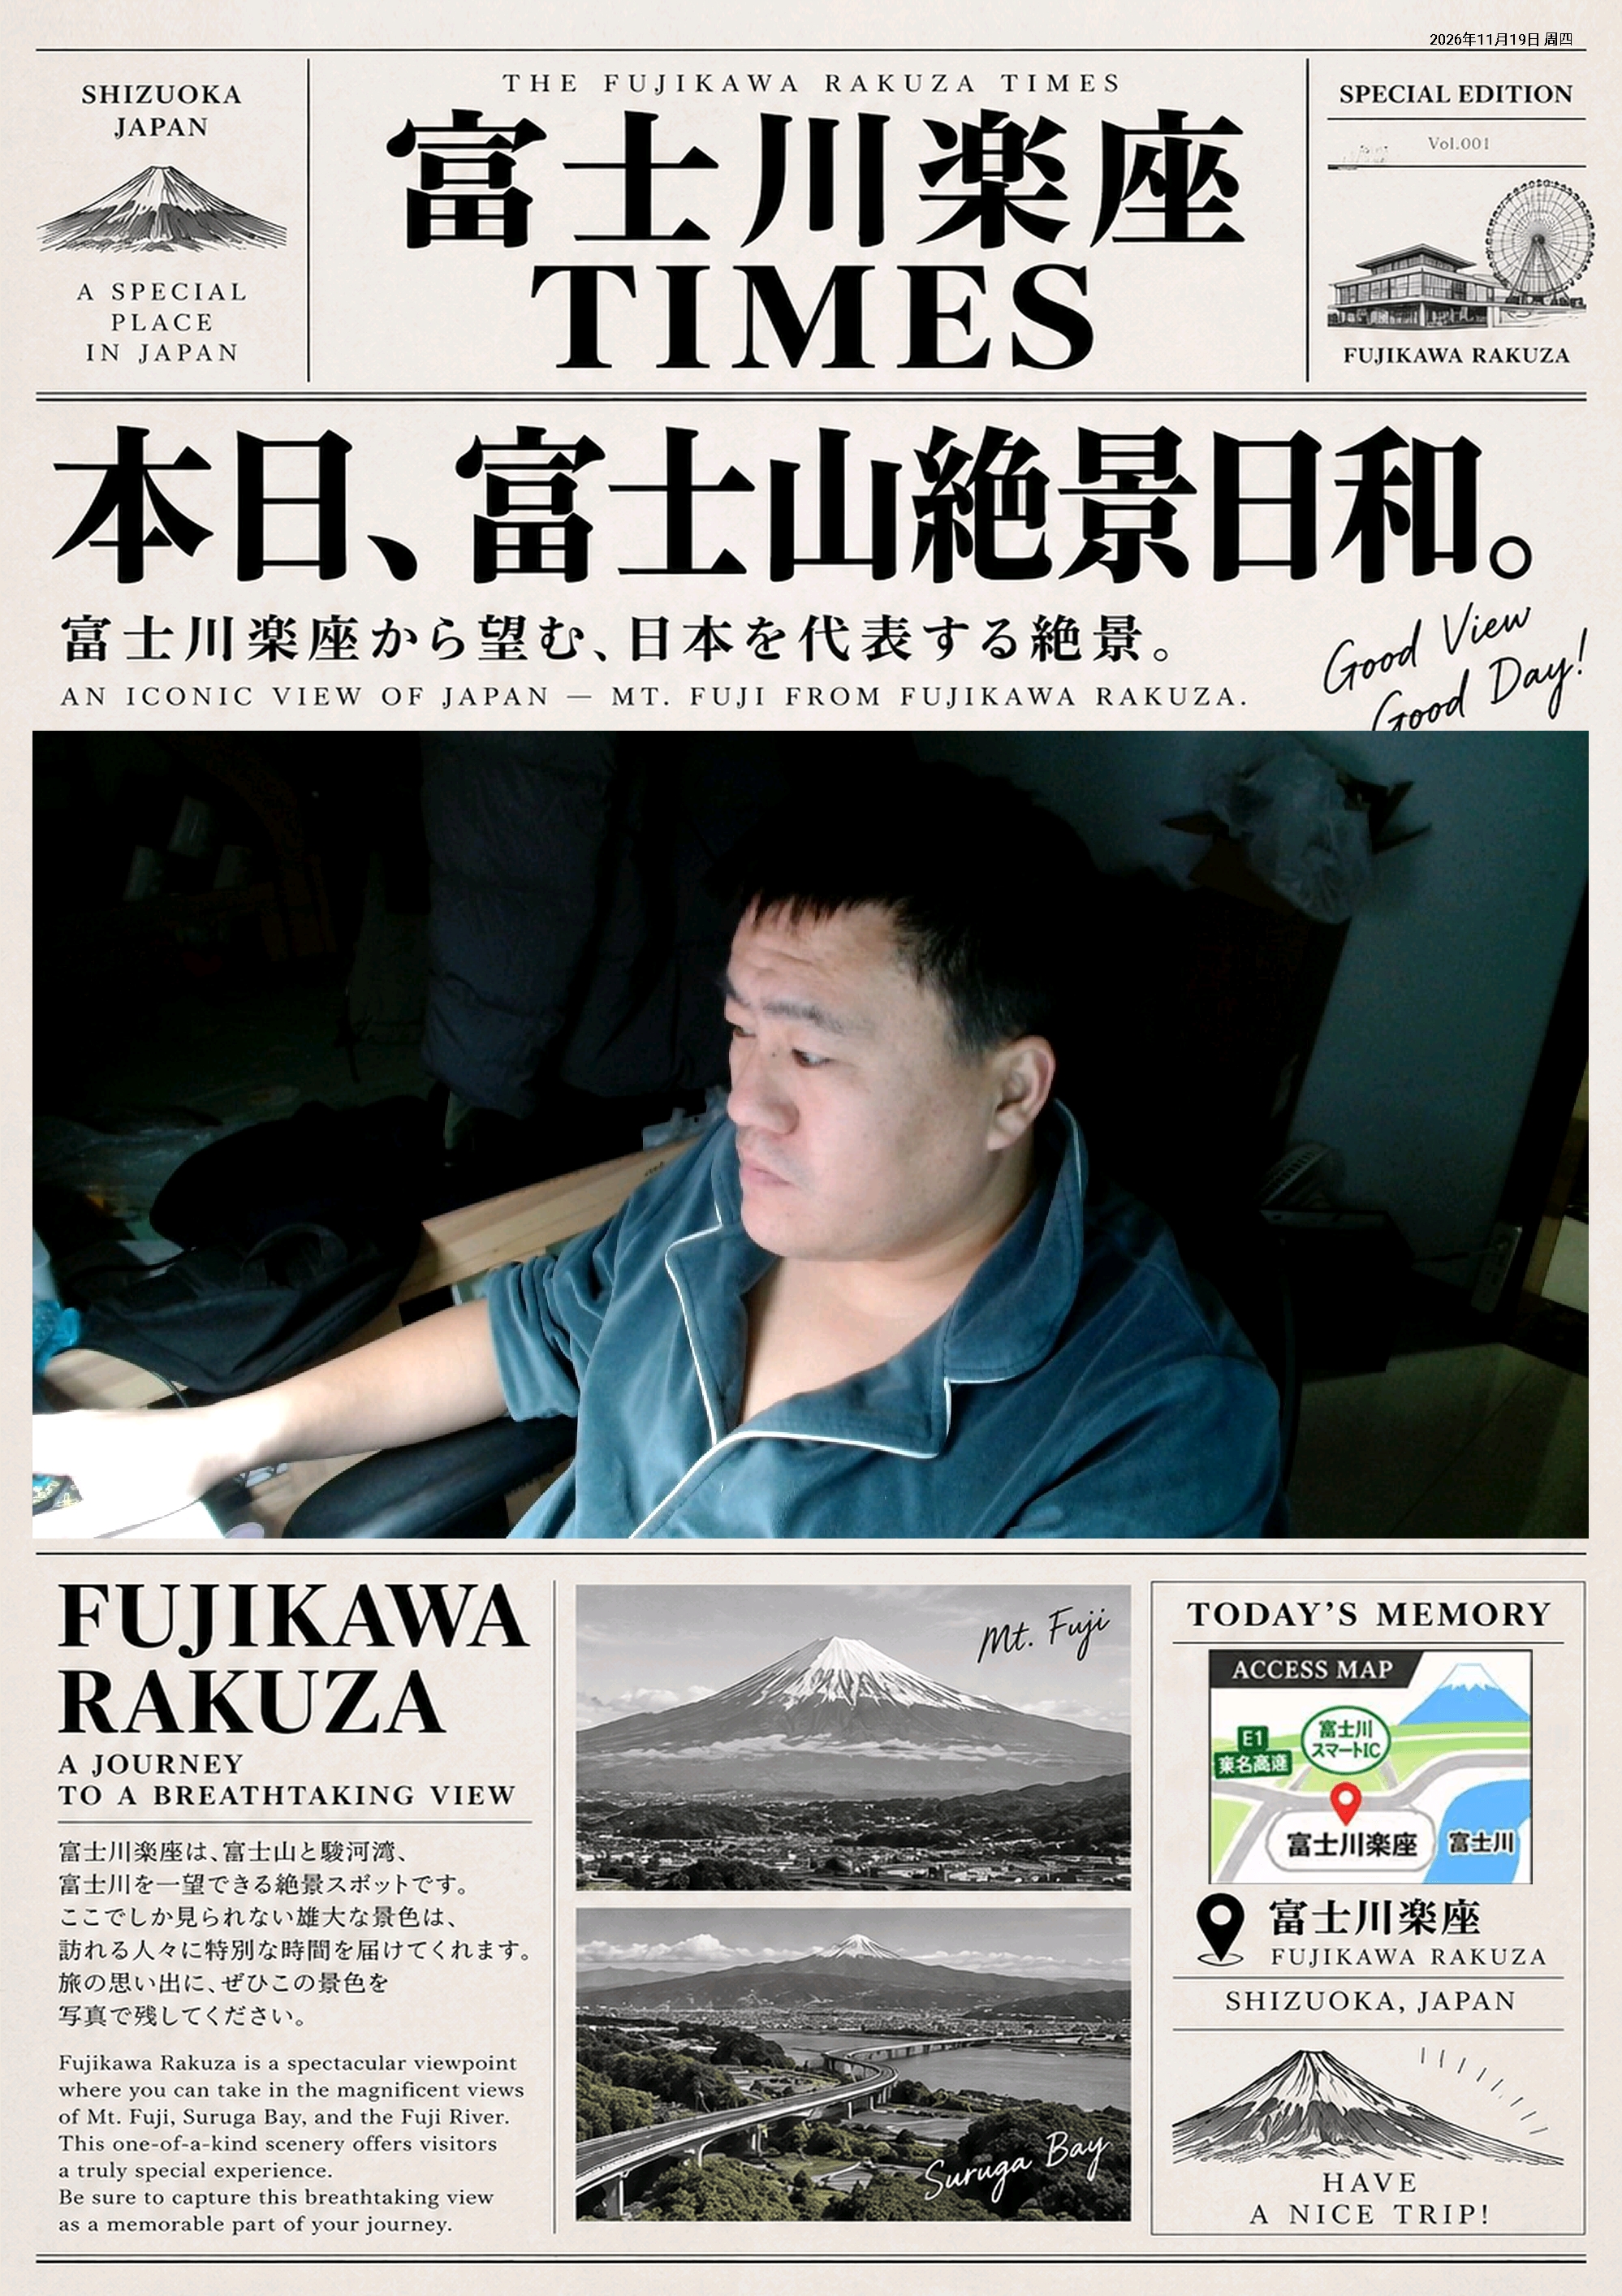 2026年11月19日 周四
SHIZUOKA
JAPAN
A SPECIAL
PLACE
IN JAPAN
THE FUJIKAWA RAKUZA TIMES
富士川楽座
TIMES
SPECIAL EDITION
Vol.001
FUJIKAWA RAKUZA
本日、富士山絶景日和。
富士川楽座から望む、日本を代表する絶景。
AN ICONIC VIEW OF JAPAN — MT. FUJI FROM FUJIKAWA RAKUZA.
Good View
Good Day!
FUJIKAWA
RAKUZA
A JOURNEY
TO A BREATHTAKING VIEW
富士川楽座は、富士山と駿河湾、
富士川を一望できる絶景スポットです。
ここでしか見られない雄大な景色は、
訪れる人々に特別な時間を届けてくれます。
旅の思い出に、ぜひこの景色を
写真で残してください。
Fujikawa Rakuza is a spectacular viewpoint
where you can take in the magnificent views
of Mt. Fuji, Suruga Bay, and the Fuji River.
This one-of-a-kind scenery offers visitors
a truly special experience.
Be sure to capture this breathtaking view
as a memorable part of your journey.
Mt. Fuji
Suruga Bay
TODAY'S MEMORY
ACCESS MAP
E1
東名高速
富士川
スマートIC
富士川楽座
富士川
富士川楽座
FUJIKAWA RAKUZA
SHIZUOKA, JAPAN
HAVE
A NICE TRIP!